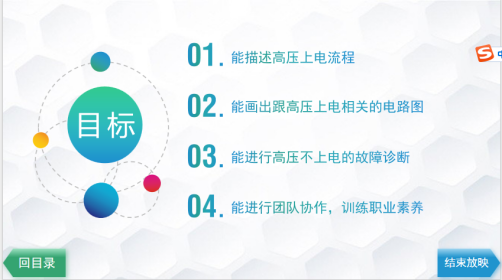 目标
01. 能描述高压上电流程
02. 能画出跟高压上电相关的电路图
03. 能进行高压不上电的故障诊断
04. 能进行团队协作，训练职业素养
回目录
结束放映